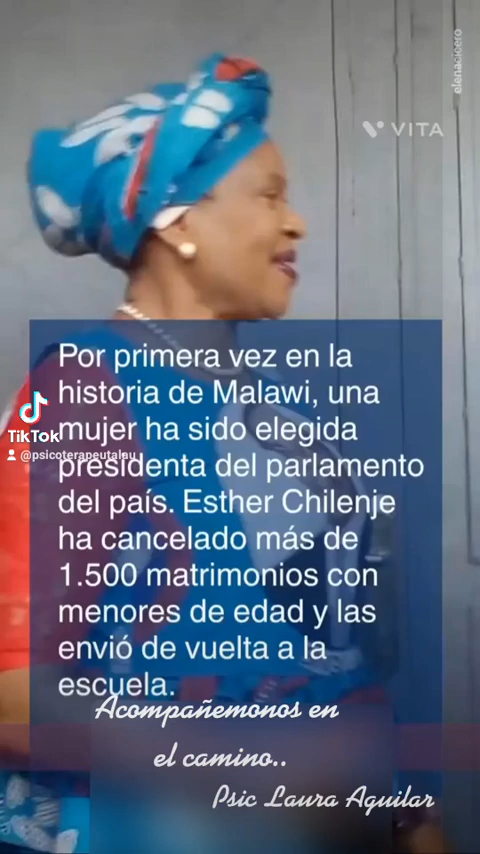 elenacicero
VITA
Por primera vez en la
historia de Malawi, una
mujer ha sido elegida
presidenta del parlamento
del país. Esther Chilenje
ha cancelado más de
1.500 matrimonios con
menores de edad y las
envió de vuelta a la
escuela.
TikTok
@psicoterapeutalau
Acompañemonos en
el camino..
Psic Laura Aguilar